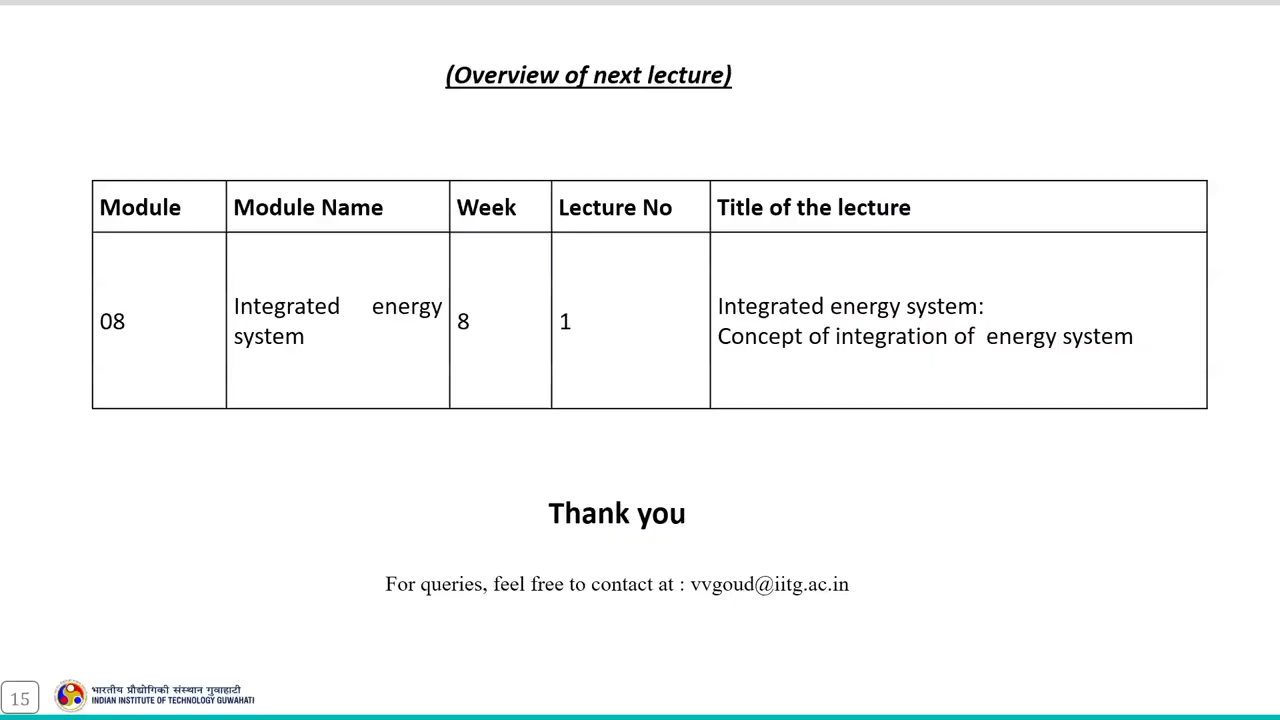 (Overview of next lecture)
Module Module Name Week Lecture No Title of the lecture
08 Integrated energy system 8 1 Integrated energy system:
Concept of integration of energy system
Thank you
For queries, feel free to contact at : vvgoud@iitg.ac.in
15
भारतीय प्रौद्योगिकी संस्थान गुवाहाटी
INDIAN INSTITUTE OF TECHNOLOGY GUWAHATI